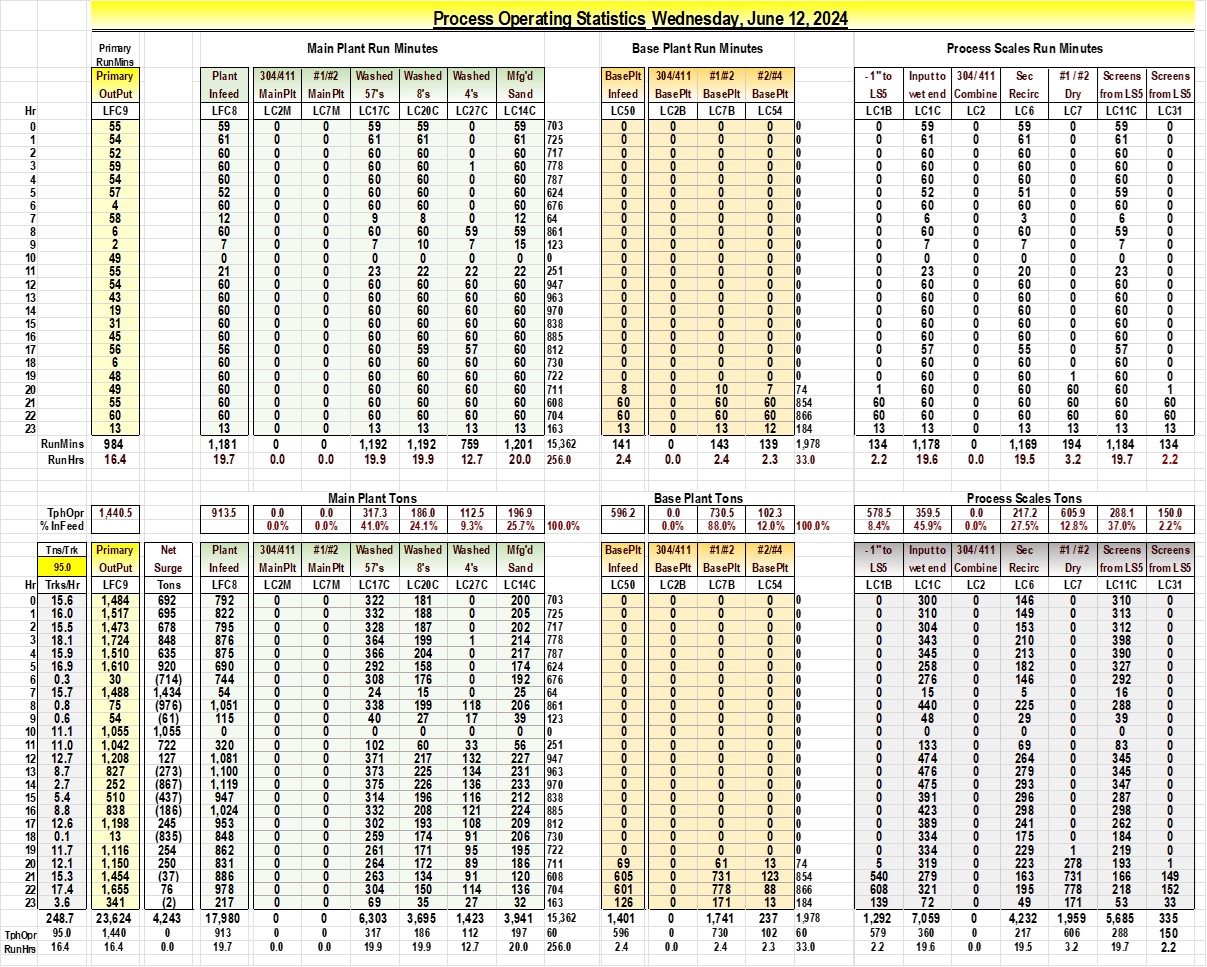 Process Operating Statistics Wednesday, June 12, 2024
Primary Main Plant Run Minutes Base Plant Run Minutes Process Scales Run Minutes
RunMins
Primary Plant 304/411 #1/#2 Washed Washed Washed Mfg'd BasePlt 304/411 #1/#2 #2/#4 - 1" to Input to 304/ 411 Sec #1 / #2 Screens Screens
OutPut Infeed MainPlt MainPlt 57's 8's 4's Sand Infeed BasePlt BasePlt BasePlt LS5 wet end Combine Recirc Dry from LS5 from LS5
Hr LFC9 LFC8 LC2M LC7M LC17C LC20C LC27C LC14C LC50 LC2B LC7B LC54 LC1B LC1C LC2 LC6 LC7 LC11C LC31
0 55 59 0 0 59 59 0 59 703 0 0 0 0 0 0 59 0 59 0 59 0
1 54 61 0 0 61 61 0 61 725 0 0 0 0 0 0 61 0 61 0 61 0
2 52 60 0 0 60 60 0 60 717 0 0 0 0 0 0 60 0 60 0 60 0
3 59 60 0 0 60 60 1 60 778 0 0 0 0 0 0 60 0 60 0 60 0
4 54 60 0 0 60 60 0 60 787 0 0 0 0 0 0 60 0 60 0 60 0
5 57 52 0 0 60 60 0 60 624 0 0 0 0 0 0 52 0 51 0 59 0
6 4 60 0 0 60 60 0 60 676 0 0 0 0 0 0 60 0 60 0 60 0
7 58 12 0 0 9 8 0 12 64 0 0 0 0 0 0 6 0 3 0 6 0
8 6 60 0 0 60 60 59 59 861 0 0 0 0 0 0 60 0 60 0 59 0
9 2 7 0 0 7 10 7 15 123 0 0 0 0 0 0 7 0 7 0 7 0
10 49 0 0 0 0 0 0 0 0 0 0 0 0 0 0 0 0 0 0 0 0
11 55 21 0 0 23 22 22 22 251 0 0 0 0 0 0 23 0 20 0 23 0
12 54 60 0 0 60 60 60 60 947 0 0 0 0 0 0 60 0 60 0 60 0
13 43 60 0 0 60 60 60 60 963 0 0 0 0 0 0 60 0 60 0 60 0
14 19 60 0 0 60 60 60 60 970 0 0 0 0 0 0 60 0 60 0 60 0
15 31 60 0 0 60 60 60 60 838 0 0 0 0 0 0 60 0 60 0 60 0
16 45 60 0 0 60 60 60 60 885 0 0 0 0 0 0 60 0 60 0 60 0
17 56 56 0 0 60 59 57 60 812 0 0 0 0 0 0 57 0 55 0 57 0
18 6 60 0 0 60 60 60 60 730 0 0 0 0 0 0 60 0 60 0 60 0
19 48 60 0 0 60 60 60 60 722 0 0 0 0 0 0 60 0 60 1 60 0
20 49 60 0 0 60 60 60 60 711 8 0 10 7 74 1 60 0 60 60 60 1
21 55 60 0 0 60 60 60 60 608 60 0 60 60 854 60 60 0 60 60 60 60
22 60 60 0 0 60 60 60 60 704 60 0 60 60 866 60 60 0 60 60 60 60
23 13 13 0 0 13 13 13 13 163 13 0 13 12 184 13 13 0 13 13 13 13
RunMins 984 1,181 0 0 1,192 1,192 759 1,201 15,362 141 0 143 139 1,978 134 1,178 0 1,169 194 1,184 134
RunHrs 16.4 19.7 0.0 0.0 19.9 19.9 12.7 20.0 256.0 2.4 0.0 2.4 2.3 33.0 2.2 19.6 0.0 19.5 3.2 19.7 2.2
Main Plant Tons Base Plant Tons Process Scales Tons
TphOpr 1,440.5 913.5 0.0 0.0 317.3 186.0 112.5 196.9 596.2 0.0 730.5 102.3 578.5 359.5 0.0 217.2 605.9 288.1 150.0
% InFeed 0.0% 0.0% 41.0% 24.1% 9.3% 25.7% 100.0% 0.0% 88.0% 12.0% 100.0% 8.4% 45.9% 0.0% 27.5% 12.8% 37.0% 2.2%
Tns/Trk Primary Net Plant 304/411 #1/#2 Washed Washed Washed Mfg'd BasePlt 304/411 #1/#2 #2/#4 - 1" to Input to 304/ 411 Sec #1 / #2 Screens Screens
95.0 OutPut Surge Infeed MainPlt MainPlt 57's 8's 4's Sand Infeed BasePlt BasePlt BasePlt LS5 wet end Combine Recirc Dry from LS5 from LS5
Hr Trks/Hr LFC9 Tons LFC8 LC2M LC7M LC17C LC20C LC27C LC14C LC50 LC2B LC7B LC54 LC1B LC1C LC2 LC6 LC7 LC11C LC31
0 15.6 1,484 692 792 0 0 322 181 0 200 703 0 0 0 0 0 0 300 0 146 0 310 0
1 16.0 1,517 695 822 0 0 332 188 0 205 725 0 0 0 0 0 0 310 0 149 0 313 0
2 15.5 1,473 678 795 0 0 328 187 0 202 717 0 0 0 0 0 0 304 0 153 0 312 0
3 18.1 1,724 848 876 0 0 364 199 1 214 778 0 0 0 0 0 0 343 0 210 0 398 0
4 15.9 1,510 635 875 0 0 366 204 0 217 787 0 0 0 0 0 0 345 0 213 0 390 0
5 16.9 1,610 920 690 0 0 292 158 0 174 624 0 0 0 0 0 0 258 0 182 0 327 0
6 0.3 30 (714) 744 0 0 308 176 0 192 676 0 0 0 0 0 0 276 0 146 0 292 0
7 15.7 1,488 1,434 54 0 0 24 15 0 25 64 0 0 0 0 0 0 15 0 5 0 16 0
8 0.8 75 (976) 1,051 0 0 338 199 118 206 861 0 0 0 0 0 0 440 0 225 0 288 0
9 0.6 54 (61) 115 0 0 40 27 17 39 123 0 0 0 0 0 0 48 0 29 0 39 0
10 11.1 1,055 1,055 0 0 0 0 0 0 0 0 0 0 0 0 0 0 0 0 0 0 0 0
11 11.0 1,042 722 320 0 0 102 60 33 56 251 0 0 0 0 0 0 133 0 69 0 83 0
12 12.7 1,208 127 1,081 0 0 371 217 132 227 947 0 0 0 0 0 0 474 0 264 0 345 0
13 8.7 827 (273) 1,100 0 0 373 225 134 231 963 0 0 0 0 0 0 476 0 279 0 345 0
14 2.7 252 (867) 1,119 0 0 375 226 136 233 970 0 0 0 0 0 0 475 0 293 0 347 0
15 5.4 510 (437) 947 0 0 314 196 116 212 838 0 0 0 0 0 0 391 0 296 0 287 0
16 8.8 838 (186) 1,024 0 0 332 208 121 224 885 0 0 0 0 0 0 423 0 298 0 298 0
17 12.6 1,198 245 953 0 0 302 193 108 209 812 0 0 0 0 0 0 389 0 241 0 262 0
18 0.1 13 (835) 848 0 0 259 174 91 206 730 0 0 0 0 0 0 334 0 175 0 184 0
19 11.7 1,116 254 862 0 0 261 171 95 195 722 0 0 0 0 0 0 334 0 229 1 219 0
20 12.1 1,150 250 831 0 0 264 172 89 186 711 69 0 61 13 74 5 319 0 223 278 193 1
21 15.3 1,454 (37) 886 0 0 263 134 91 120 608 605 0 731 123 854 540 279 0 163 731 166 149
22 17.4 1,655 76 978 0 0 304 150 114 136 704 601 0 778 88 866 608 321 0 195 778 218 152
23 3.6 341 (2) 217 0 0 69 35 27 32 163 126 0 171 13 184 139 72 0 49 171 53 33
248.7 23,624 4,243 17,980 0 0 6,303 3,695 1,423 3,941 15,362 1,401 0 1,741 237 1,978 1,292 7,059 0 4,232 1,959 5,685 335
TphOpr 95.0 1,440 0 913 0 0 317 186 112 197 60 596 0 730 102 60 579 360 0 217 606 288 150
RunHrs 16.4 16.4 0.0 19.7 0.0 0.0 19.9 19.9 12.7 20.0 256.0 2.4 0.0 2.4 2.3 33.0 2.2 19.6 0.0 19.5 3.2 19.7 2.2